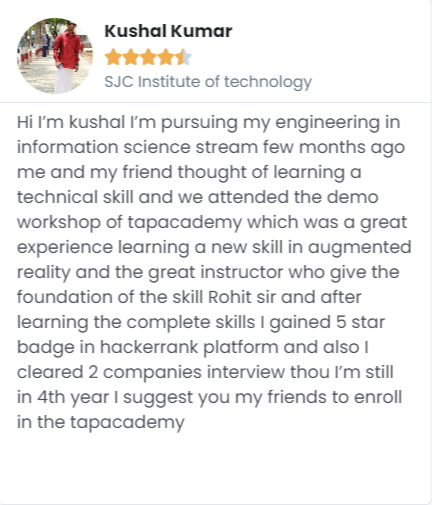 Kushal Kumar
SJC Institute of technology
Hi I'm kushal I'm pursuing my engineering in
information science stream few months ago
me and my friend thought of learning a
technical skill and we attended the demo
workshop of tapacademy which was a great
experience learning a new skill in augmented
reality and the great instructor who give the
foundation of the skill Rohit sir and after
learning the complete skills I gained 5 star
badge in hackerrank platform and also I
cleared 2 companies interview thou I'm still
in 4th year I suggest you my friends to enroll
in the tapacademy